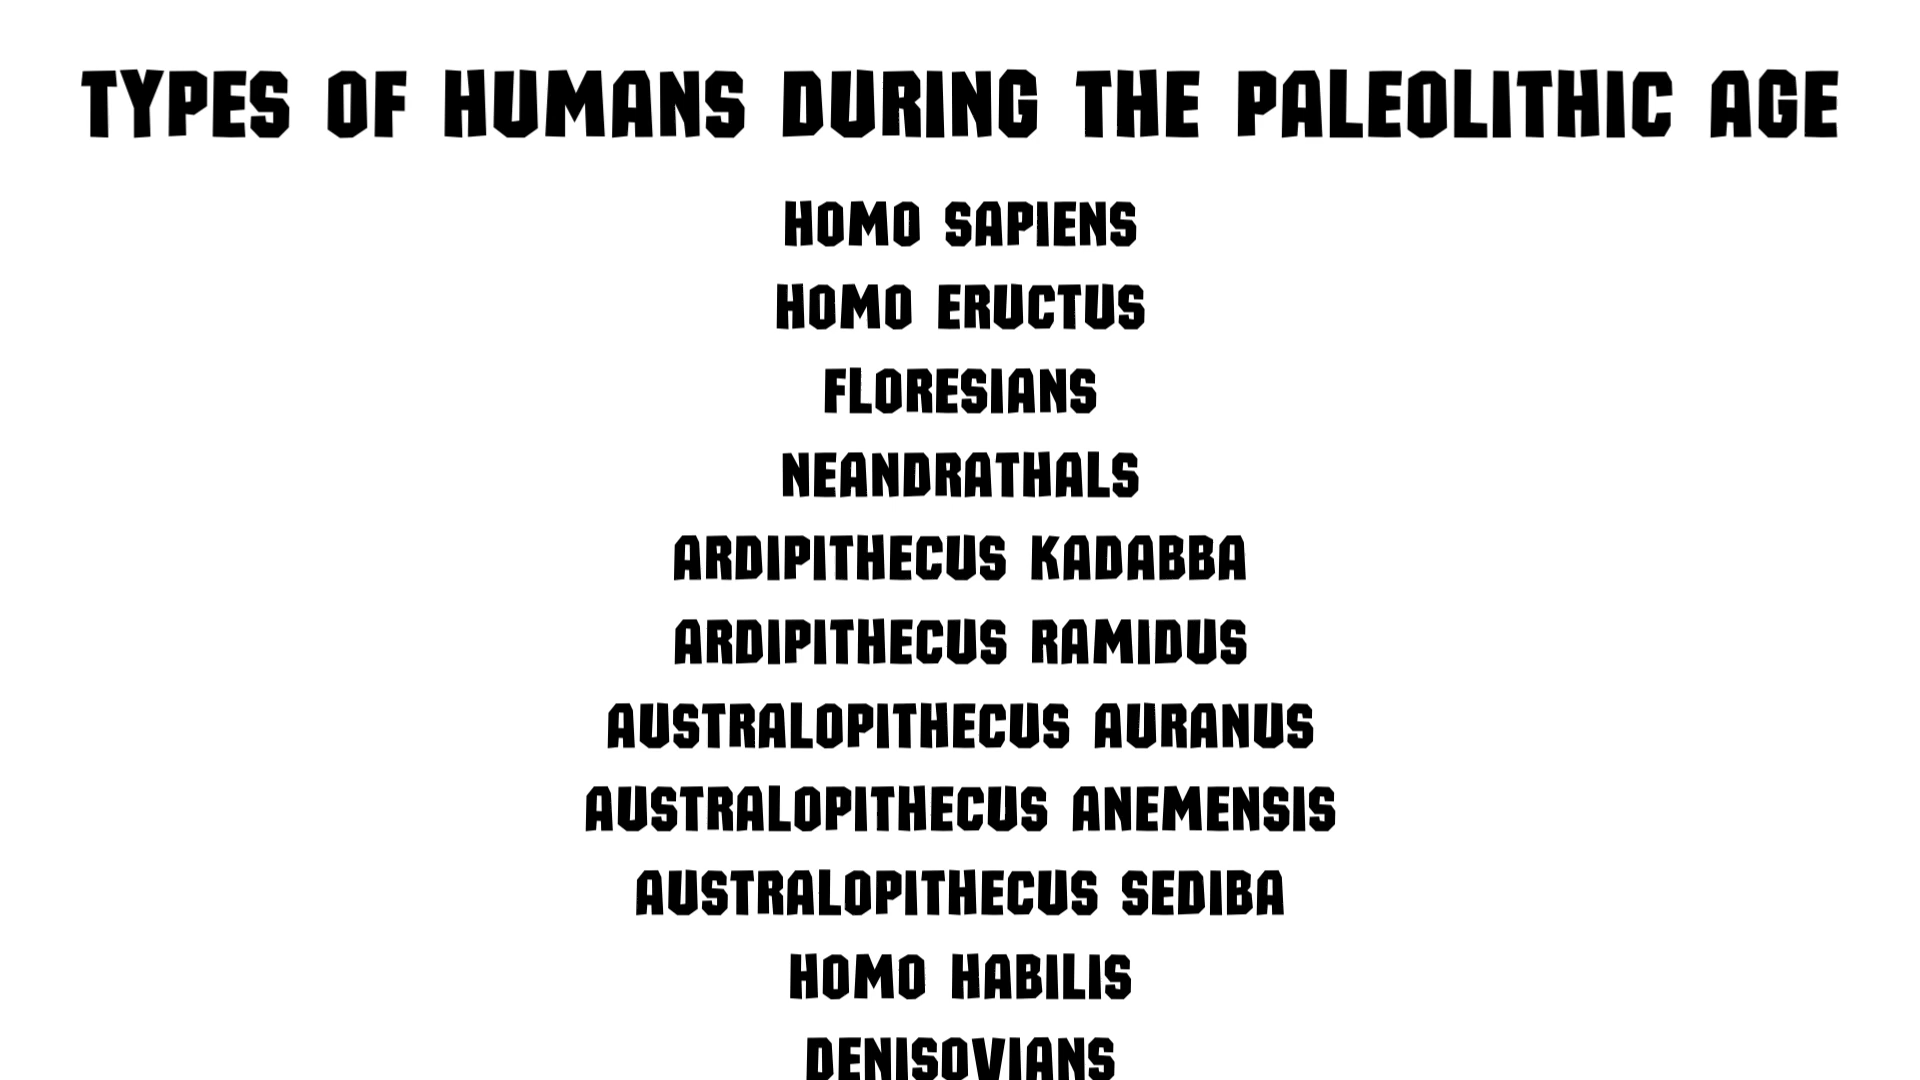 TYPES OF HUMANS DURING THE PALEOLITHIC AGE
HOMO SAPIENS
HOMO ERUCTUS
FLORESIANS
NEANDRATHALS
ARDIPITHECUS KADABBA
ARDIPITHECUS RAMIDUS
AUSTRALOPITHECUS AURANUS
AUSTRALOPITHECUS ANEMENSIS
AUSTRALOPITHECUS SEDIBA
HOMO HABILIS
DENISOVIANS